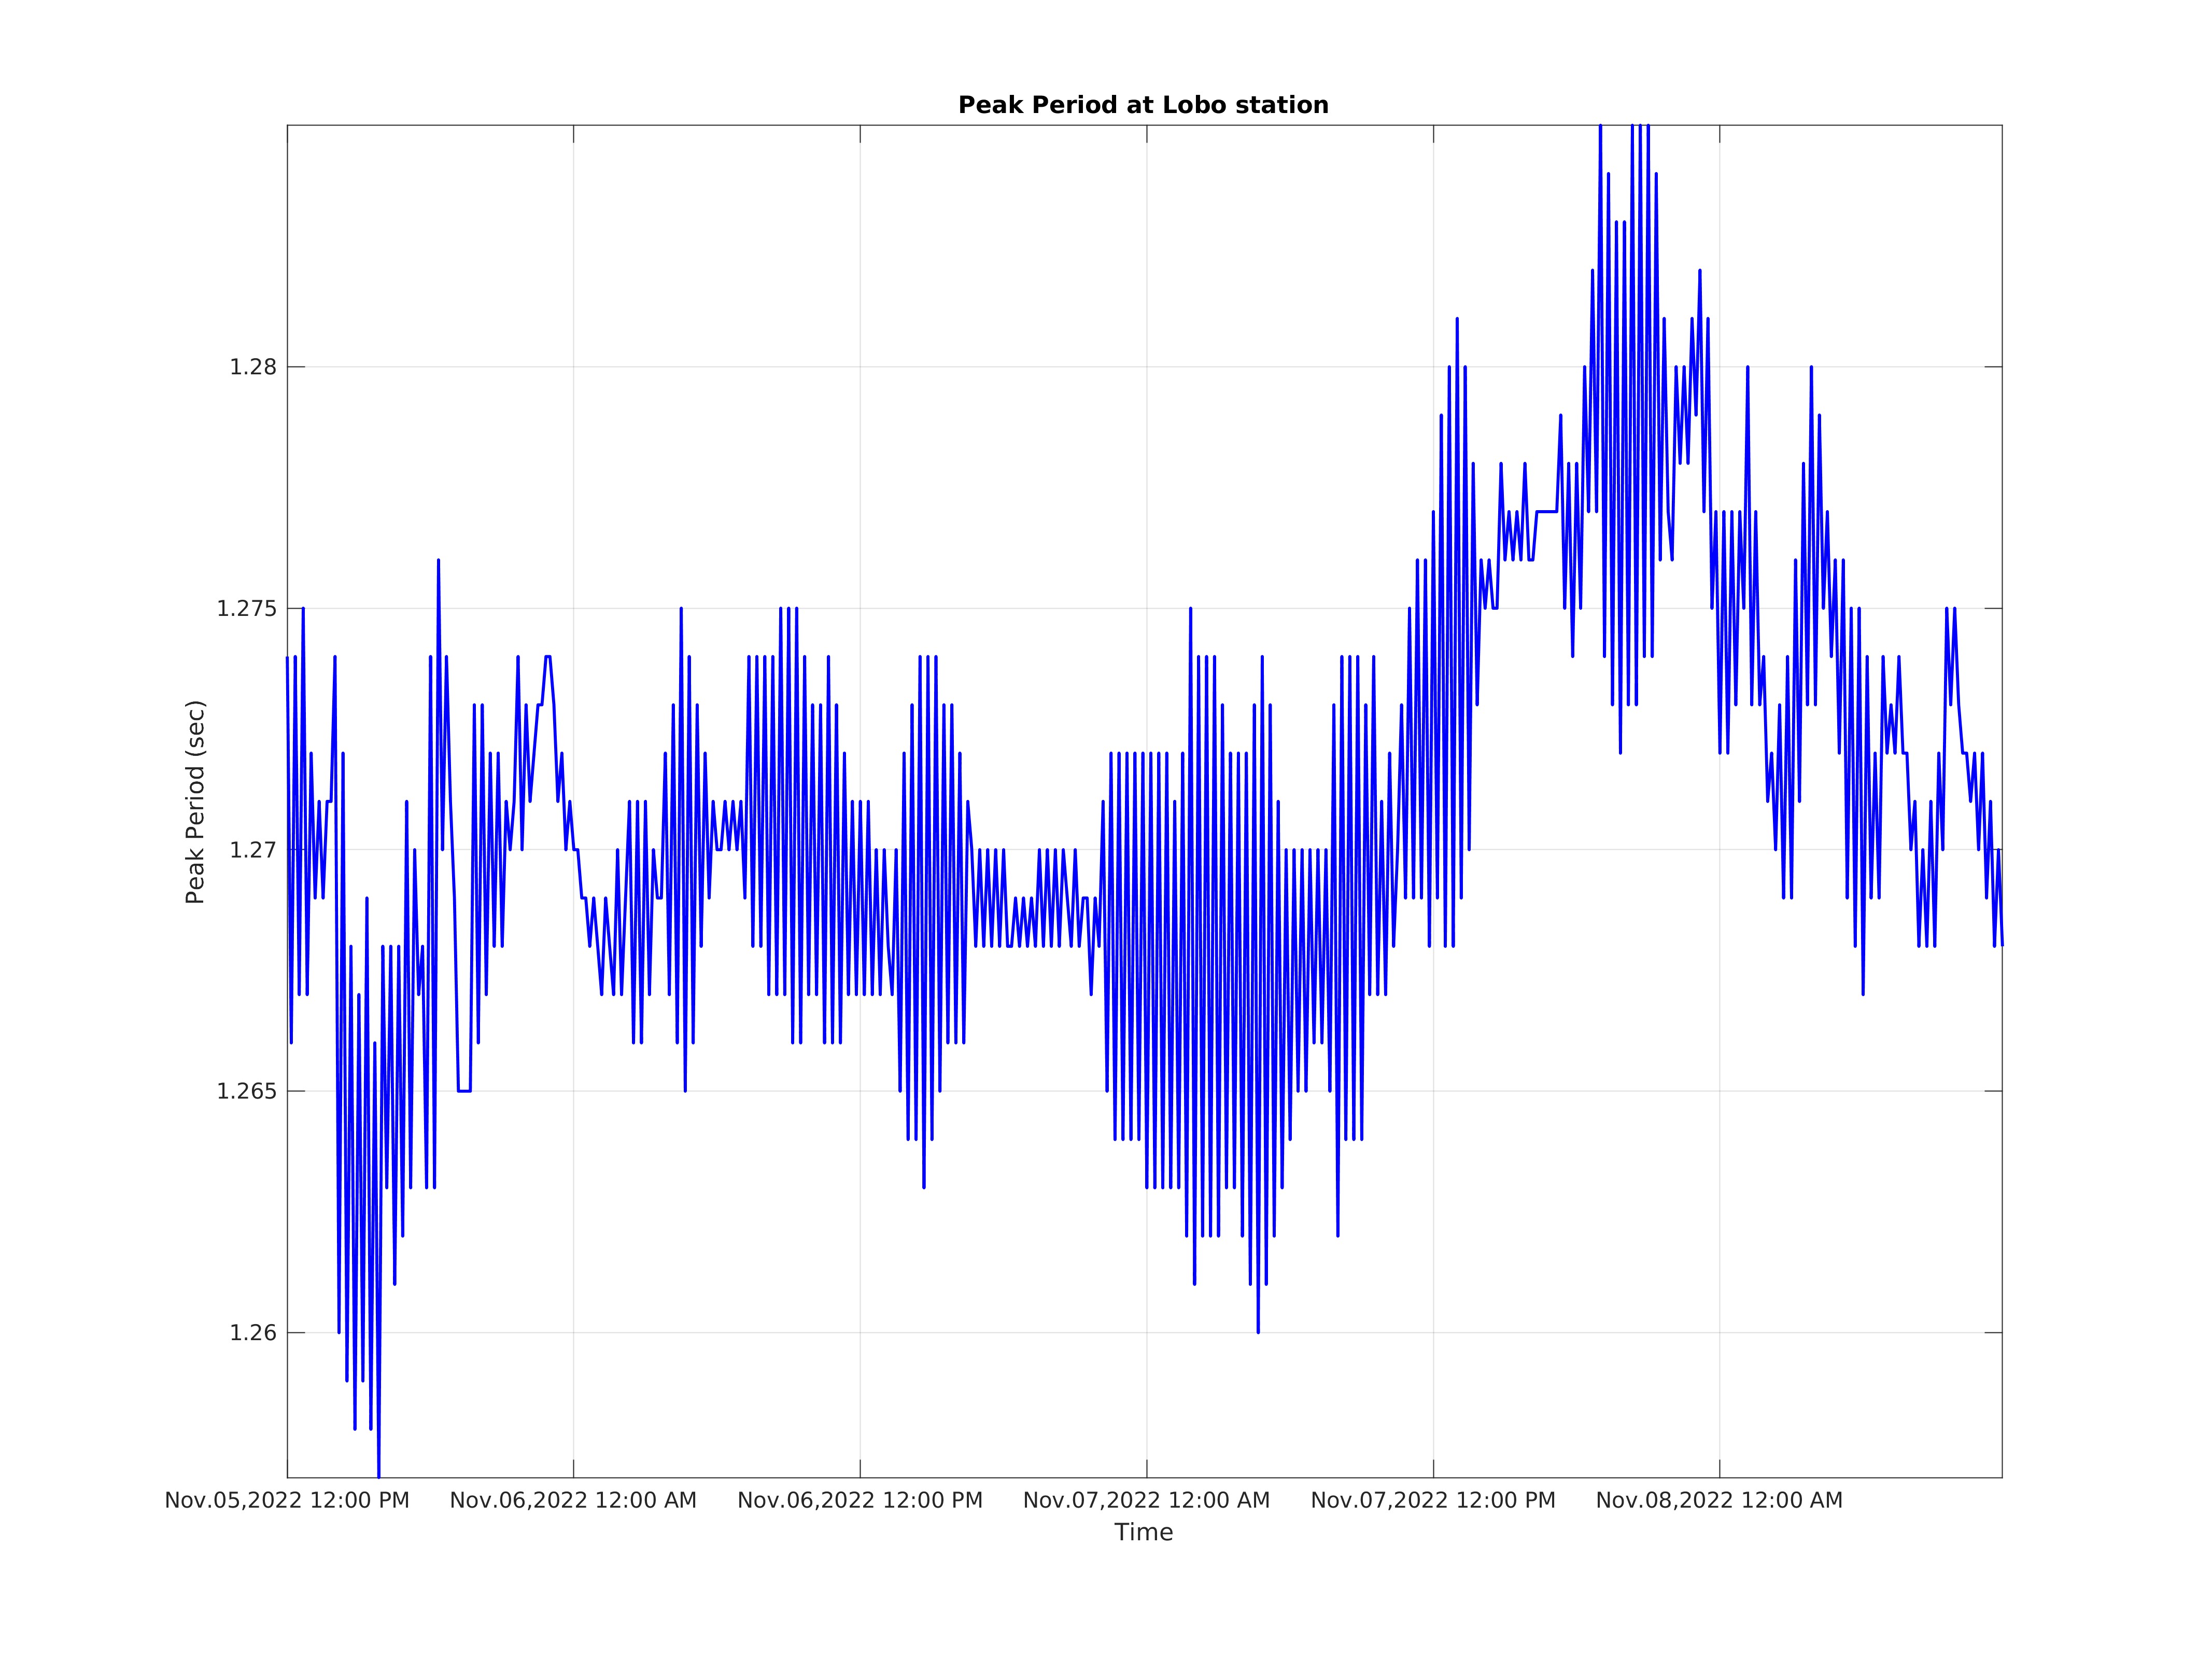 Peak Period at Lobo station
1.28
1.275
1.27
1.265
1.26
Peak Period (sec)
Nov.05,2022 12:00 PM Nov.06,2022 12:00 AM Nov.06,2022 12:00 PM Nov.07,2022 12:00 AM Nov.07,2022 12:00 PM Nov.08,2022 12:00 AM
Time